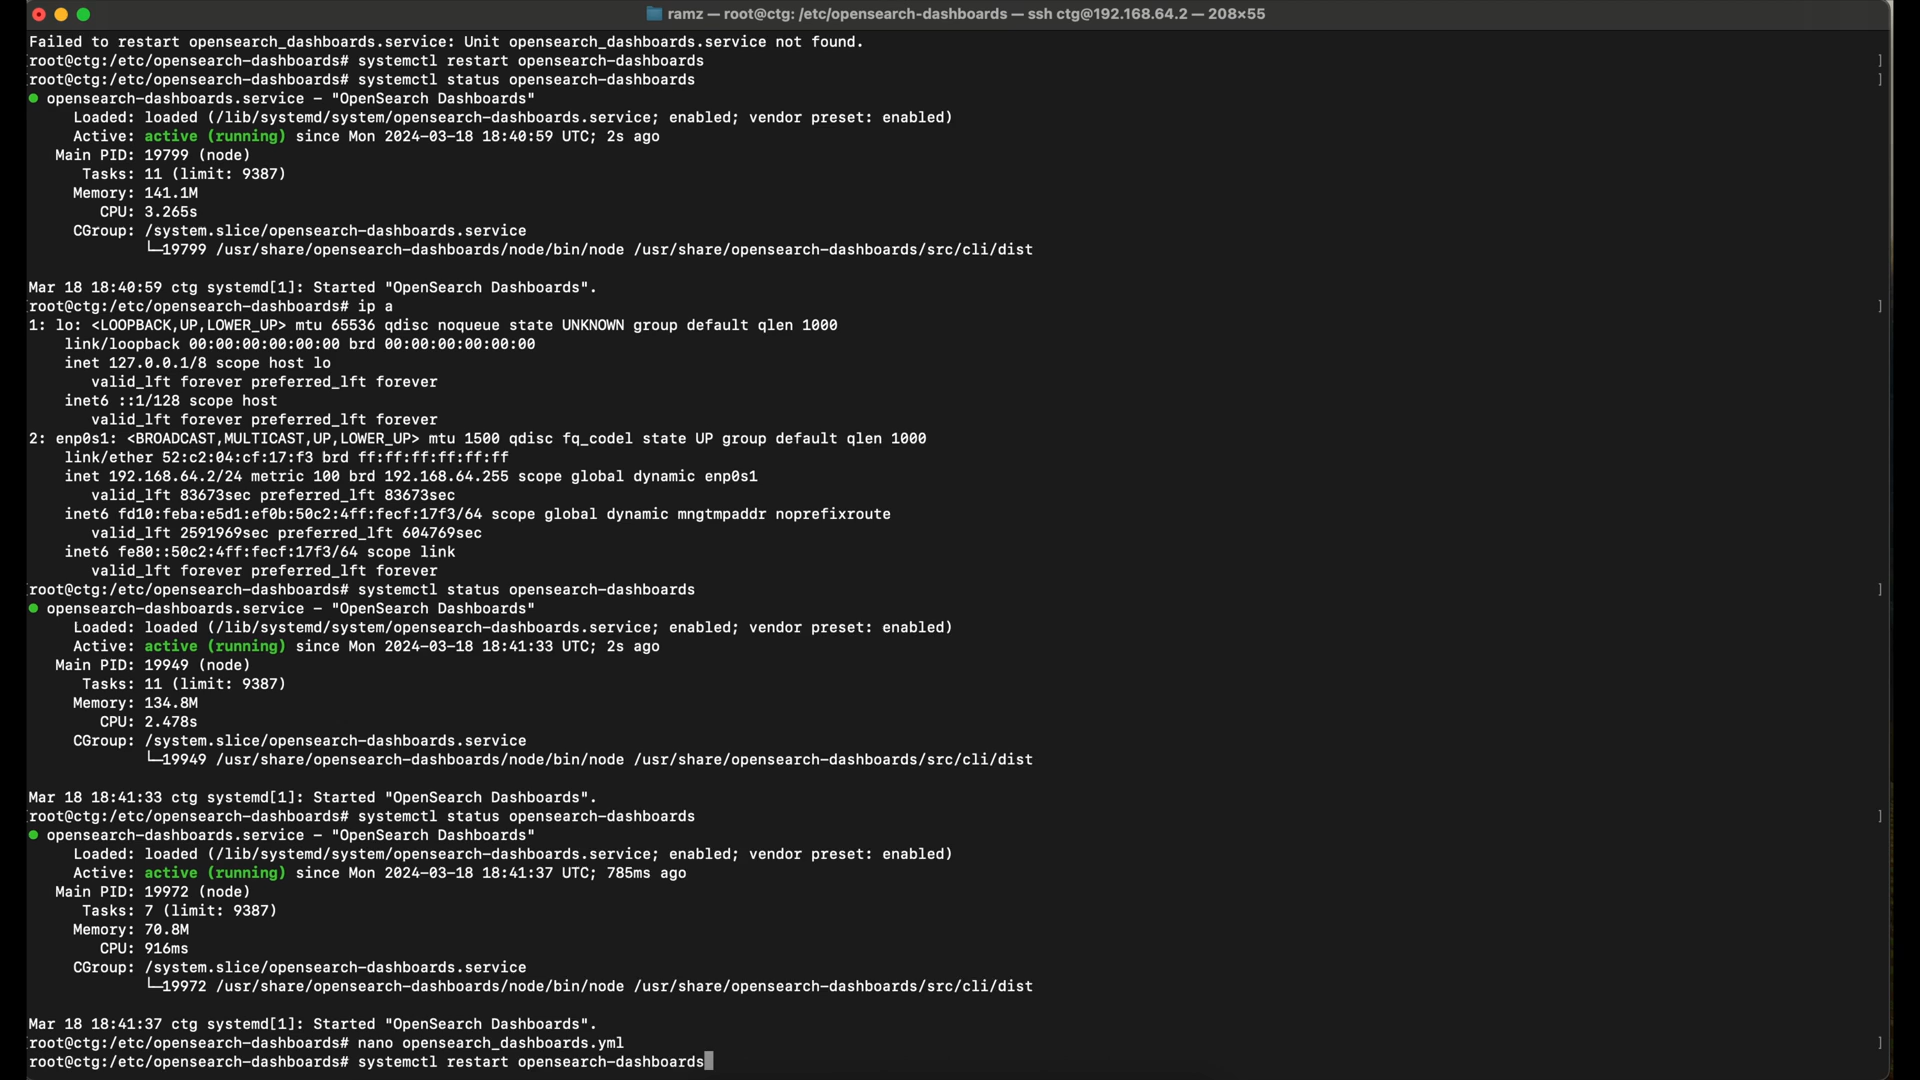 ramz — root@ctg: /etc/opensearch-dashboards — ssh ctg@192.168.64.2 — 208×55
Failed to restart opensearch_dashboards.service: Unit opensearch_dashboards.service not found.
[root@ctg:/etc/opensearch-dashboards# systemctl restart opensearch-dashboards ]
[root@ctg:/etc/opensearch-dashboards# systemctl status opensearch-dashboards ]
● opensearch-dashboards.service - "OpenSearch Dashboards"
Loaded: loaded (/lib/systemd/system/opensearch-dashboards.service; enabled; vendor preset: enabled)
Active: active (running) since Mon 2024-03-18 18:40:59 UTC; 2s ago
Main PID: 19799 (node)
Tasks: 11 (limit: 9387)
Memory: 141.1M
CPU: 3.265s
CGroup: /system.slice/opensearch-dashboards.service
└─19799 /usr/share/opensearch-dashboards/node/bin/node /usr/share/opensearch-dashboards/src/cli/dist
Mar 18 18:40:59 ctg systemd[1]: Started "OpenSearch Dashboards".
[root@ctg:/etc/opensearch-dashboards# ip a ]
1: lo: <LOOPBACK,UP,LOWER_UP> mtu 65536 qdisc noqueue state UNKNOWN group default qlen 1000
link/loopback 00:00:00:00:00:00 brd 00:00:00:00:00:00
inet 127.0.0.1/8 scope host lo
valid_lft forever preferred_lft forever
inet6 ::1/128 scope host
valid_lft forever preferred_lft forever
2: enp0s1: <BROADCAST,MULTICAST,UP,LOWER_UP> mtu 1500 qdisc fq_codel state UP group default qlen 1000
link/ether 52:c2:04:cf:17:f3 brd ff:ff:ff:ff:ff:ff
inet 192.168.64.2/24 metric 100 brd 192.168.64.255 scope global dynamic enp0s1
valid_lft 83673sec preferred_lft 83673sec
inet6 fd10:feba:e5d1:ef0b:50c2:4ff:fecf:17f3/64 scope global dynamic mngtmpaddr noprefixroute
valid_lft 2591969sec preferred_lft 604769sec
inet6 fe80::50c2:4ff:fecf:17f3/64 scope link
valid_lft forever preferred_lft forever
[root@ctg:/etc/opensearch-dashboards# systemctl status opensearch-dashboards ]
● opensearch-dashboards.service - "OpenSearch Dashboards"
Loaded: loaded (/lib/systemd/system/opensearch-dashboards.service; enabled; vendor preset: enabled)
Active: active (running) since Mon 2024-03-18 18:41:33 UTC; 2s ago
Main PID: 19949 (node)
Tasks: 11 (limit: 9387)
Memory: 134.8M
CPU: 2.478s
CGroup: /system.slice/opensearch-dashboards.service
└─19949 /usr/share/opensearch-dashboards/node/bin/node /usr/share/opensearch-dashboards/src/cli/dist
Mar 18 18:41:33 ctg systemd[1]: Started "OpenSearch Dashboards".
[root@ctg:/etc/opensearch-dashboards# systemctl status opensearch-dashboards ]
● opensearch-dashboards.service - "OpenSearch Dashboards"
Loaded: loaded (/lib/systemd/system/opensearch-dashboards.service; enabled; vendor preset: enabled)
Active: active (running) since Mon 2024-03-18 18:41:37 UTC; 785ms ago
Main PID: 19972 (node)
Tasks: 7 (limit: 9387)
Memory: 70.8M
CPU: 916ms
CGroup: /system.slice/opensearch-dashboards.service
└─19972 /usr/share/opensearch-dashboards/node/bin/node /usr/share/opensearch-dashboards/src/cli/dist
Mar 18 18:41:37 ctg systemd[1]: Started "OpenSearch Dashboards".
[root@ctg:/etc/opensearch-dashboards# nano opensearch_dashboards.yml ]
root@ctg:/etc/opensearch-dashboards# systemctl restart opensearch-dashboards